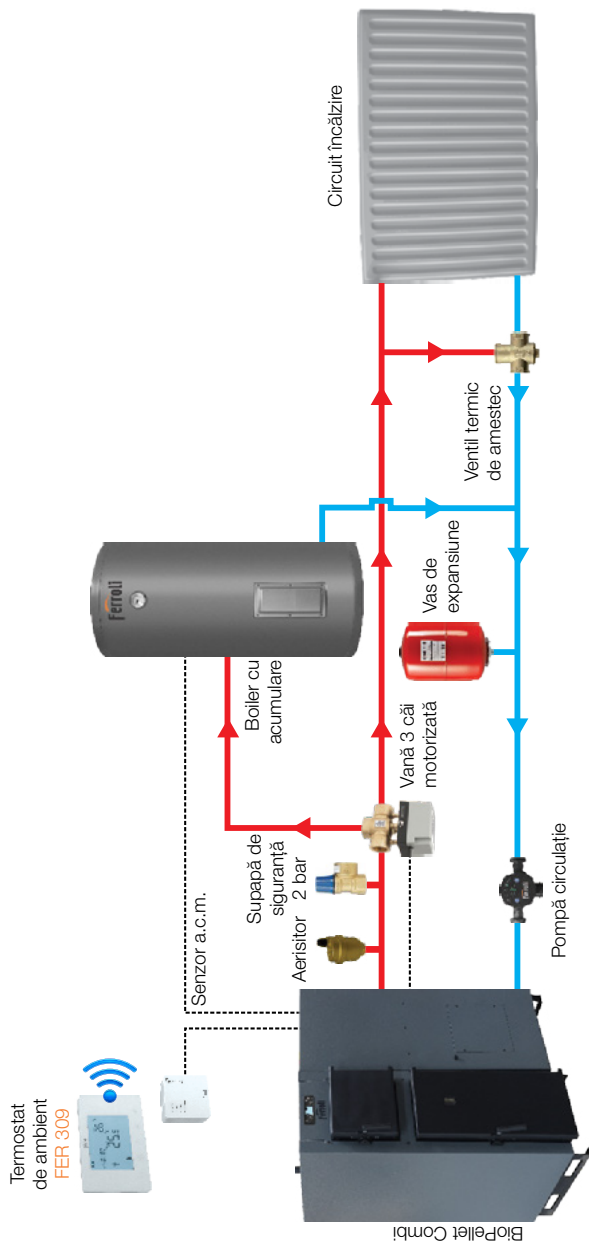 Termostat
de ambient
FER 309
BioPellet Combi
Senzor a.c.m.
Aerisitor
Supapă de
siguranță
2 bar
Boiler cu
acumulare
Ferroli
Vană 3 căi
motorizată
Vas de
expansiune
Pompă circulație
Ventil termic
de amestec
Circuit încălzire